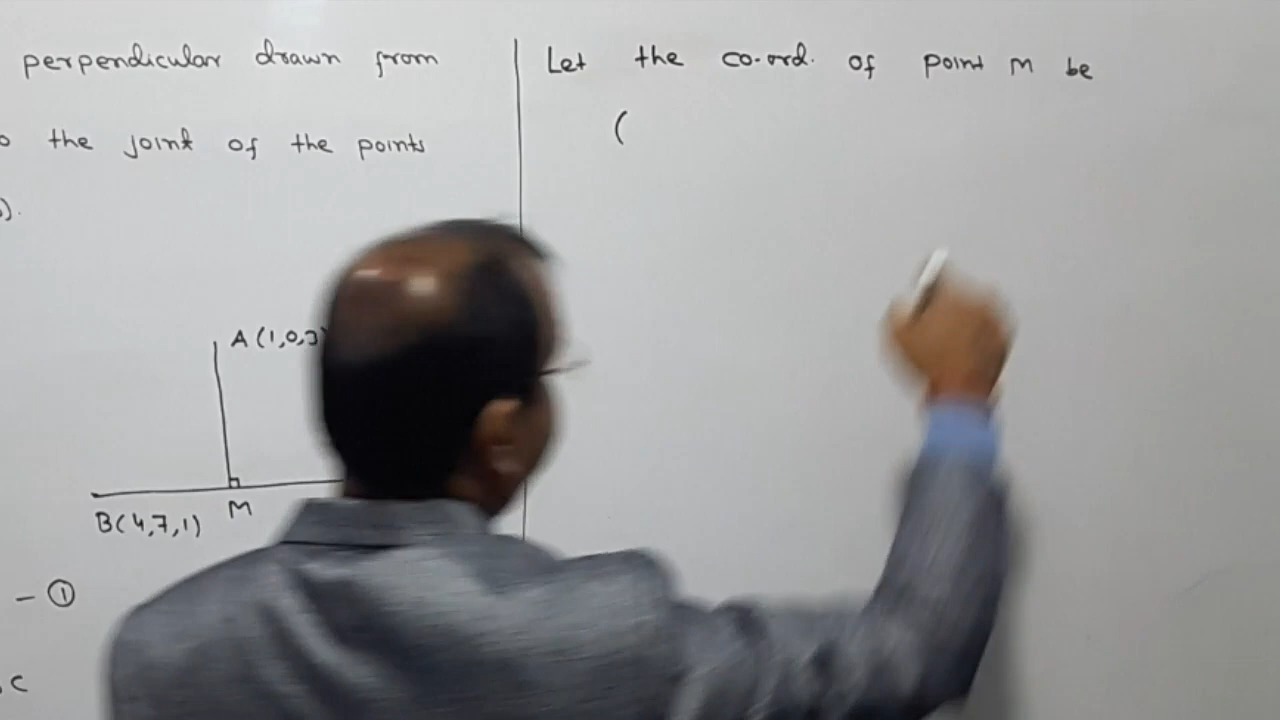 perpendicular drawn from
the joint of the points
).
A (1,0,3)
B(4,7,1) M
- ①
c
Let the co-ord. of point M be
(